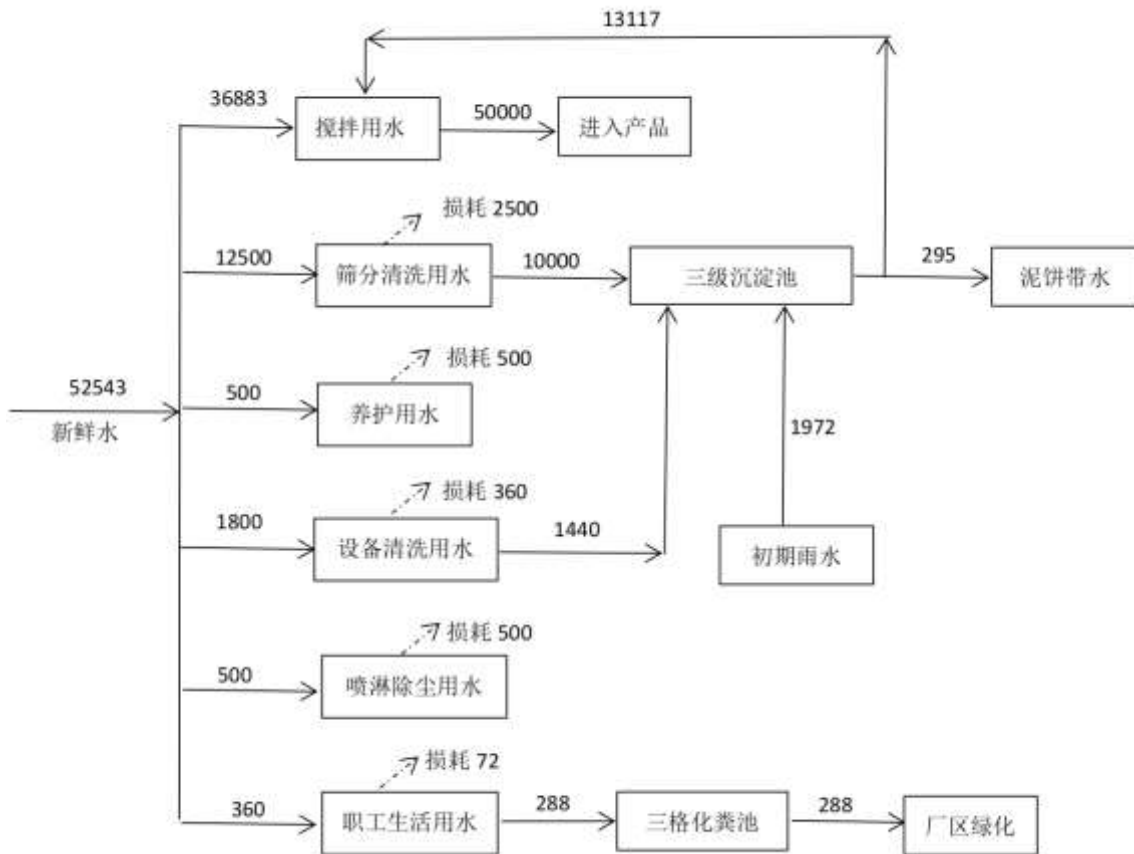 13117
36883
搅拌用水
50000
进入产品
损耗 2500
12500
筛分清洗用水
10000
三级沉淀池
295
泥饼带水
损耗 500
52543
新鲜水
500
养护用水
1972
损耗 360
1800
设备清洗用水
1440
初期雨水
损耗 500
500
喷淋除尘用水
损耗 72
360
职工生活用水
288
三格化粪池
288
厂区绿化